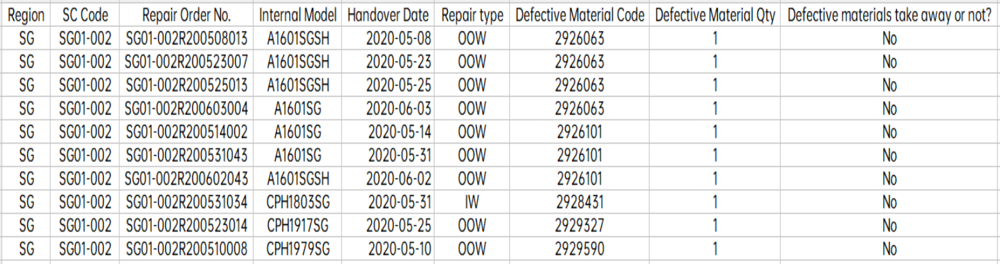 Region SC Code Repair Order No. Internal Model Handover Date Repair type Defective Material Code Defective Material Qty Defective materials take away or not?
SG SG01-002 SG01-002R200508013 A1601SGSH 2020-05-08 OOW 2926063 1 No
SG SG01-002 SG01-002R200523007 A1601SGSH 2020-05-23 OOW 2926063 1 No
SG SG01-002 SG01-002R200525013 A1601SGSH 2020-05-25 OOW 2926063 1 No
SG SG01-002 SG01-002R200603004 A1601SG 2020-06-03 OOW 2926063 1 No
SG SG01-002 SG01-002R200514002 A1601SG 2020-05-14 OOW 2926101 1 No
SG SG01-002 SG01-002R200531043 A1601SG 2020-05-31 OOW 2926101 1 No
SG SG01-002 SG01-002R200602043 A1601SGSH 2020-06-02 OOW 2926101 1 No
SG SG01-002 SG01-002R200531034 CPH1803SG 2020-05-31 IW 2928431 1 No
SG SG01-002 SG01-002R200523014 CPH1917SG 2020-05-25 OOW 2929327 1 No
SG SG01-002 SG01-002R200510008 CPH1979SG 2020-05-10 OOW 2929590 1 No